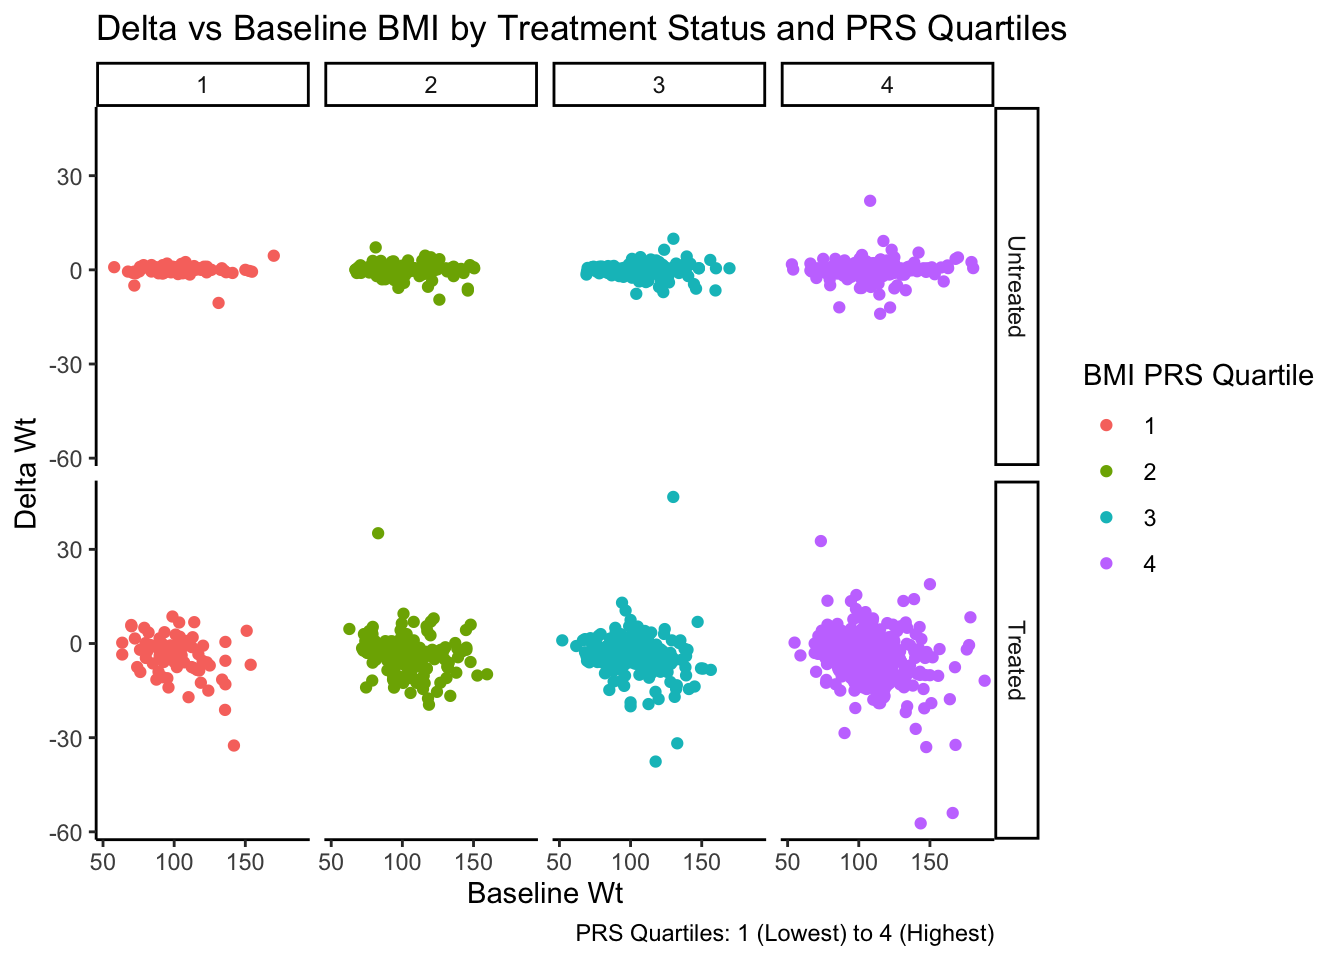 Delta vs Baseline BMI by Treatment Status and PRS Quartiles
1
2
3
4
30
0
-30
-60
Untreated
30
0
-30
-60
Treated
Delta Wt
50 100 150
50 100 150
50 100 150
50 100 150
Baseline Wt
PRS Quartiles: 1 (Lowest) to 4 (Highest)
BMI PRS Quartile
1
2
3
4